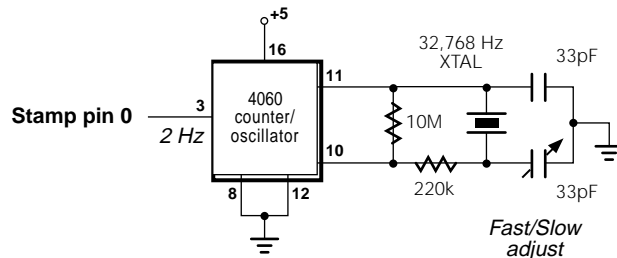 +5
16
32,768 Hz
XTAL
33pF
11
3
4060
counter/
oscillator
Stamp pin 0
2 Hz
10M
10
220k
33pF
8
12
Fast/Slow
adjust